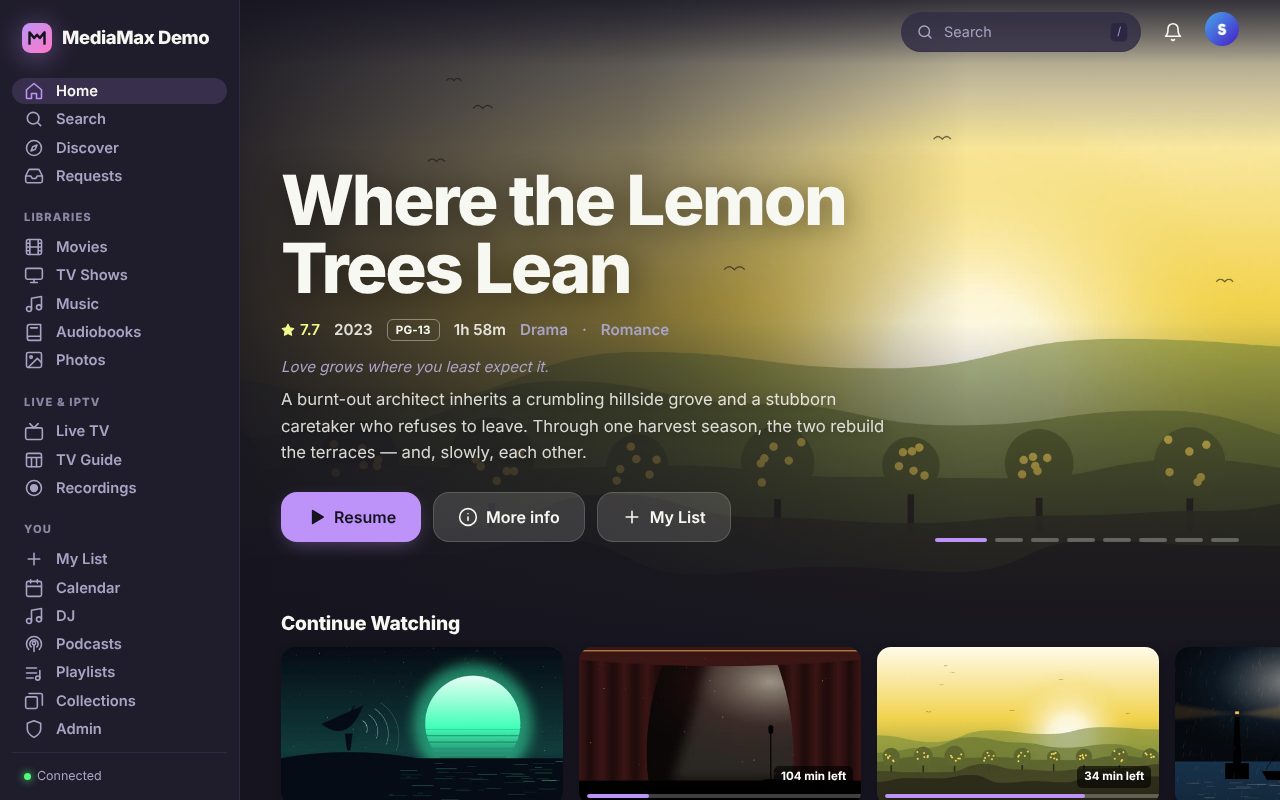 MediaMax Demo
Home
Search
Discover
Requests
LIBRARIES
Movies
TV Shows
Music
Audiobooks
Photos
LIVE & IPTV
Live TV
TV Guide
Recordings
YOU
My List
Calendar
DJ
Podcasts
Playlists
Collections
Admin
Connected
Search /
S
Where the Lemon
Trees Lean
7.7 2023 PG-13 1h 58m Drama · Romance
Love grows where you least expect it.
A burnt-out architect inherits a crumbling hillside grove and a stubborn
caretaker who refuses to leave. Through one harvest season, the two rebuild
the terraces — and, slowly, each other.
Resume More info My List
Continue Watching
104 min left
34 min left